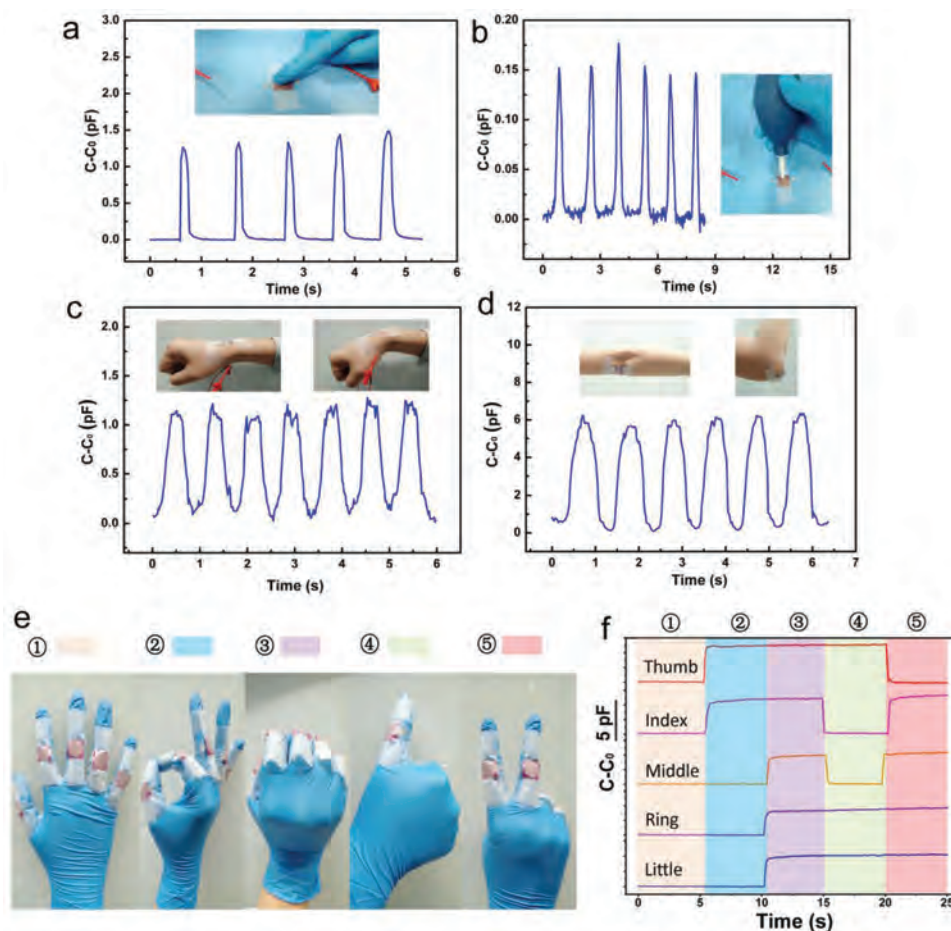 a
3.0
2.5
2.0
1.5
1.0
0.5
0.0
C-C₀ (pF)
0 1 2 3 4 5 6
Time (s)
b
0.20
0.15
0.10
0.05
0.00
C-C₀ (pF)
0 3 6 9 12 15
Time (s)
c
2.0
1.5
1.0
0.5
0.0
C-C₀ (pF)
0 1 2 3 4 5 6
Time (s)
d
12
10
8
6
4
2
0
C-C₀ (pF)
0 1 2 3 4 5 6 7
Time (s)
e
① ② ③ ④ ⑤
f
① ② ③ ④ ⑤
Thumb
Index
Middle
Ring
Little
C-C₀ 5 pF
0 5 10 15 20 25
Time (s)